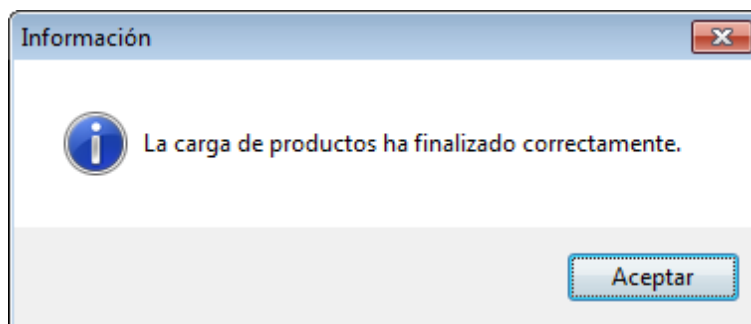 Información
La carga de productos ha finalizado correctamente.
Aceptar